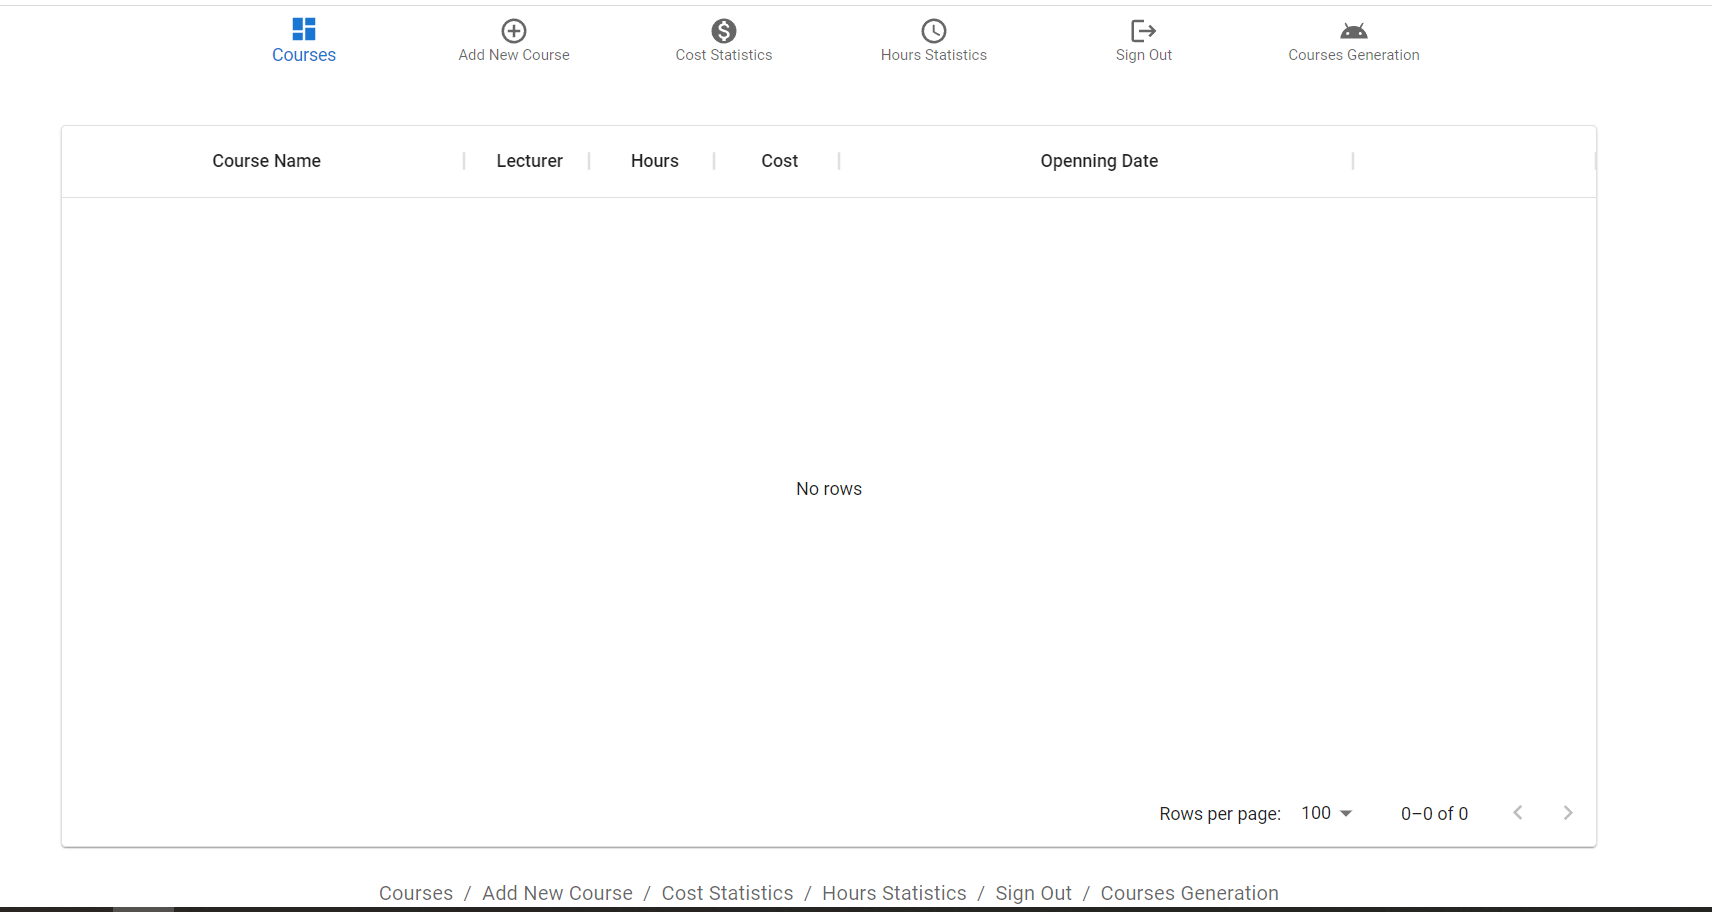 Courses Add New Course Cost Statistics Hours Statistics Sign Out Courses Generation
Course Name Lecturer Hours Cost Openning Date
No rows
Rows per page: 100 0–0 of 0
Courses / Add New Course / Cost Statistics / Hours Statistics / Sign Out / Courses Generation